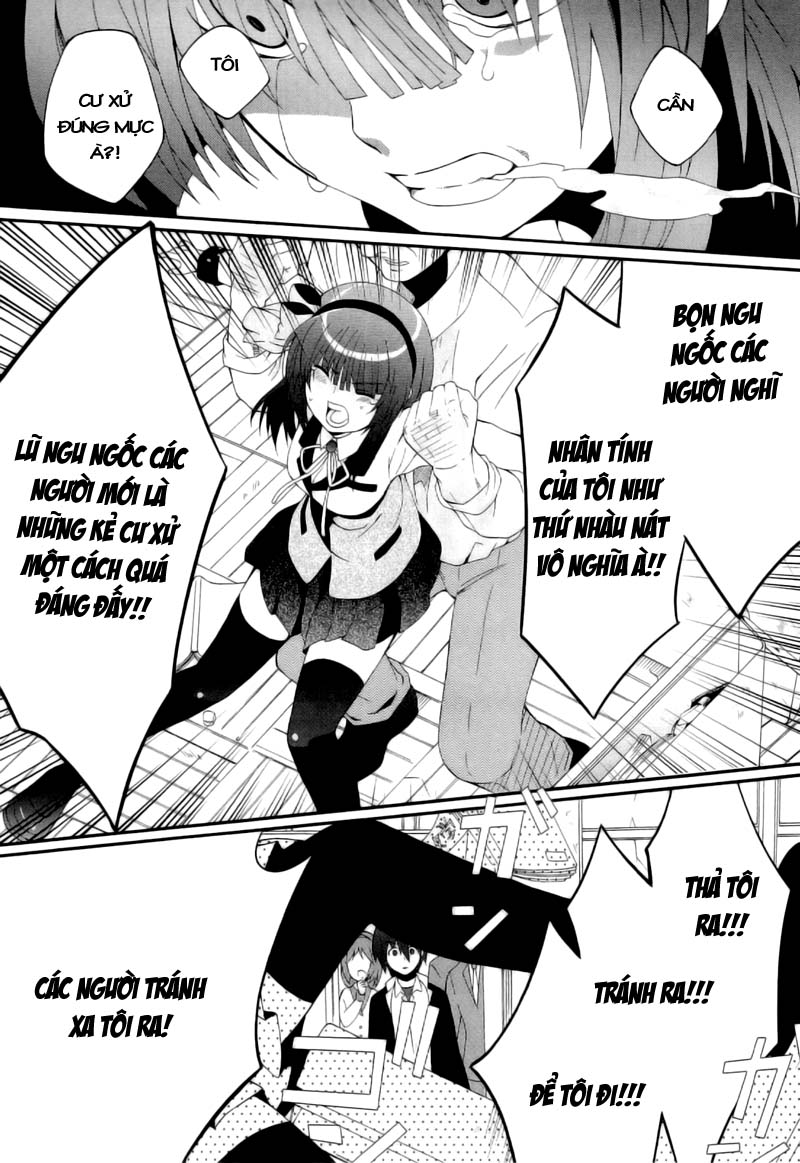 CẦN
TÔI
CƯ XỬ
ĐÚNG MỰC
À?!
BỌN NGU
NGỐC CÁC
NGƯỜI NGHĨ
NHÂN TÍNH
CỦA TÔI NHƯ
THỨ NHÀU NÁT
VÔ NGHĨA À!!
LŨ NGU NGỐC CÁC
NGƯỜI MỚI LÀ
NHỮNG KẺ CƯ XỬ
MỘT CÁCH QUÁ
ĐÁNG ĐẤY!!
THẢ TÔI
RA!!!
TRÁNH RA!!!
ĐỂ TÔI ĐI!!!
CÁC NGƯỜI TRÁNH
XA TÔI RA!